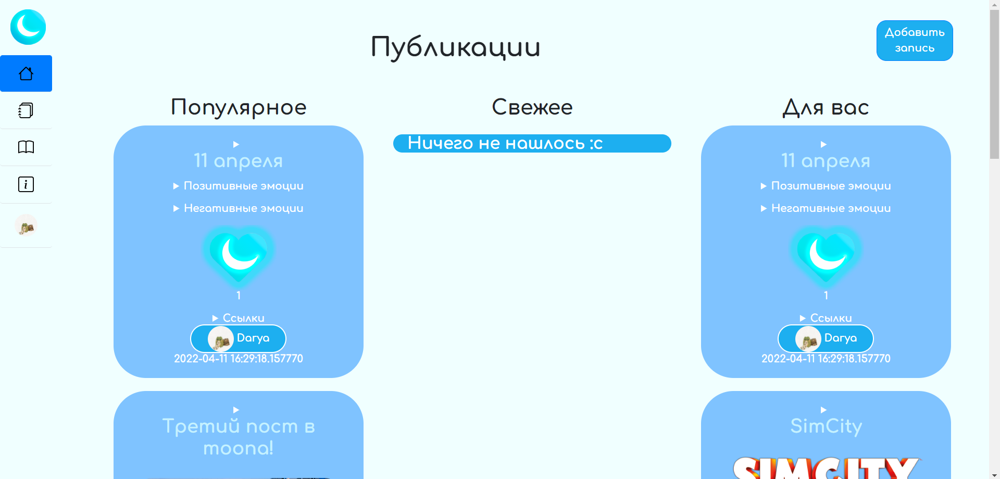 Добавить
запись
Публикации
Популярное
11 апреля
Позитивные эмоции
Негативные эмоции
1
Ссылки
Darya
2022-04-11 16:29:18.157770
Третий пост в
moona!
Свежее
Ничего не нашлось :с
Для вас
11 апреля
Позитивные эмоции
Негативные эмоции
1
Ссылки
Darya
2022-04-11 16:29:18.157770
SimCity
SIMCITY